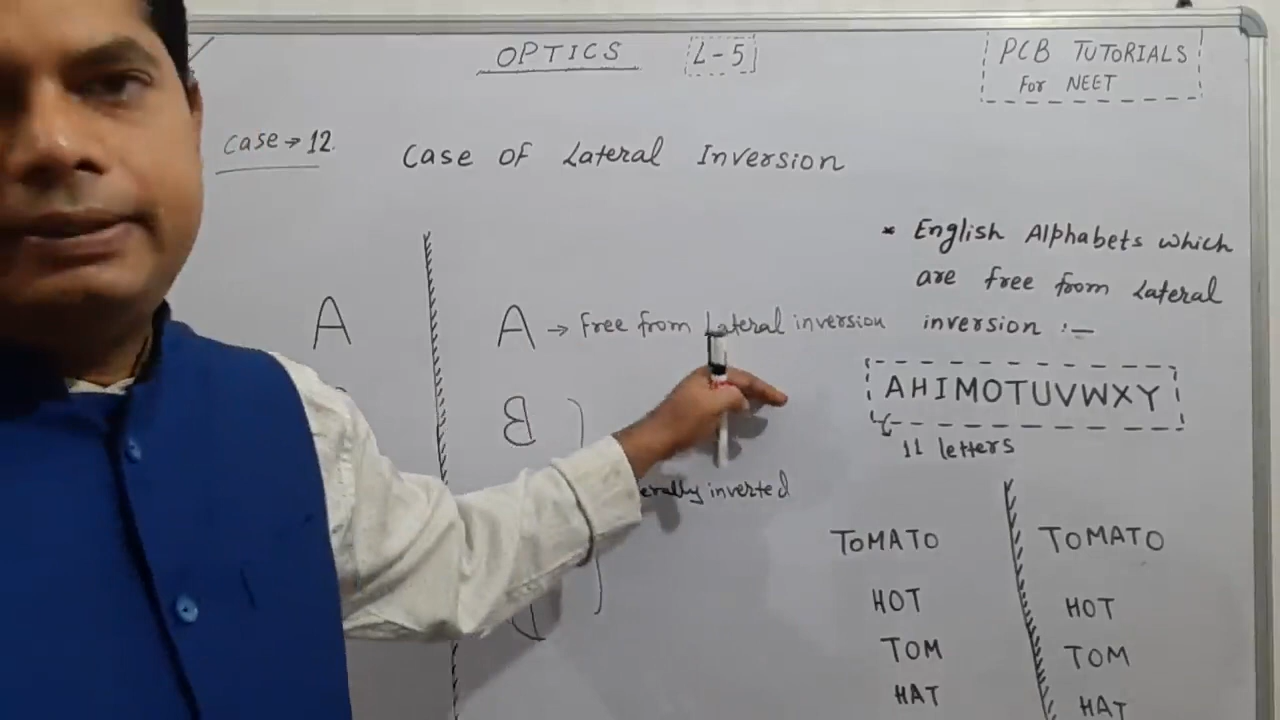 OPTICS L-5
PCB TUTORIALS
For NEET
Case → 12.
Case of Lateral Inversion
* English Alphabets which
are free from Lateral
inversion :-
A
A → Free from Lateral inversion
B
inverted
AHIMOTUVWXY
11 letters
TOMATO TOMATO
HOT HOT
TOM TOM
HAT HAT